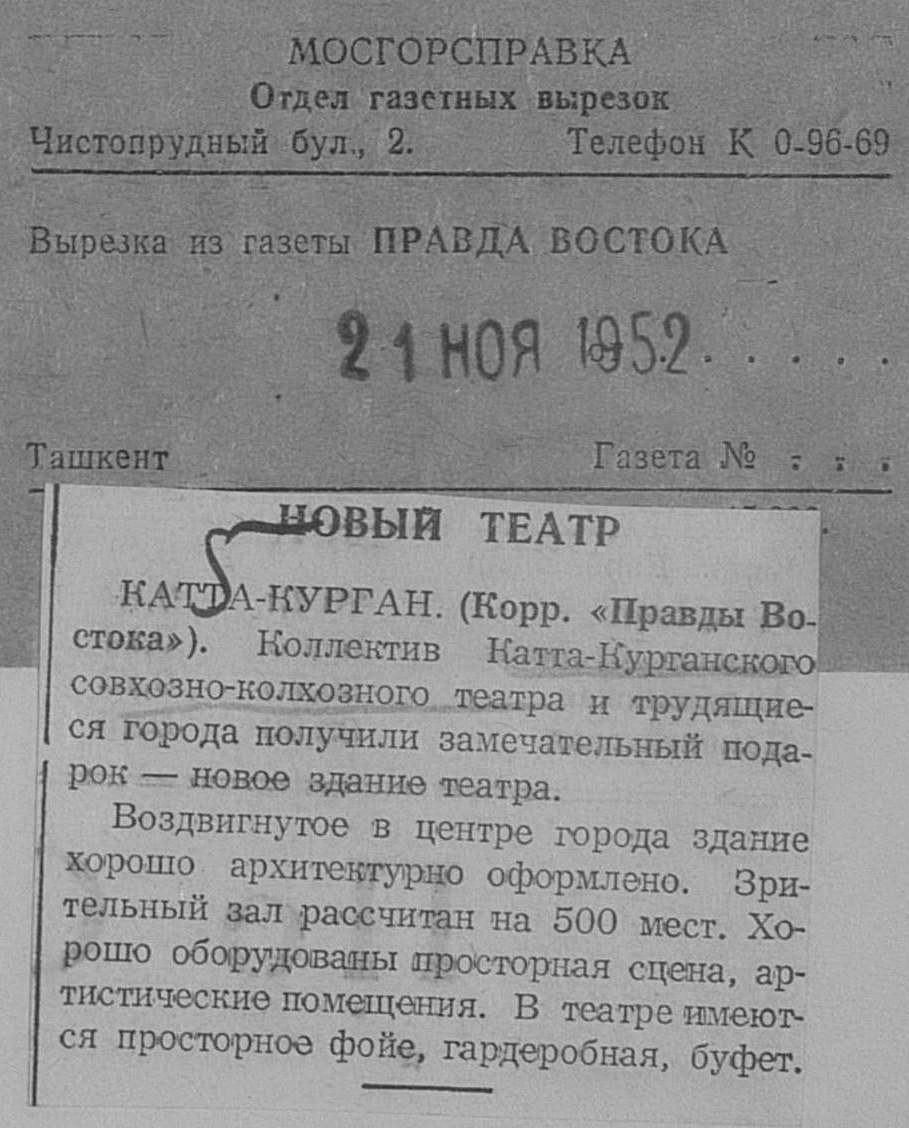 МОСГОРСПРАВКА
Отдел газетных вырезок
Чистопрудный бул., 2. Телефон К 0-96-69
Вырезка из газеты ПРАВДА ВОСТОКА
21 НОЯ 1952 . . . . .
Ташкент Газета № . . .
НОВЫЙ ТЕАТР
КАТТА-КУРГАН. (Корр. «Правды Во-
стока»). Коллектив Катта-Курганского
совхозно-колхозного театра и трудящие-
ся города получили замечательный пода-
рок — новое здание театра.
Воздвигнутое в центре города здание
хорошо архитектурно оформлено. Зри-
тельный зал рассчитан на 500 мест. Хо-
рошо оборудованы просторная сцена, ар-
тистические помещения. В театре имеют-
ся просторное фойе, гардеробная, буфет.